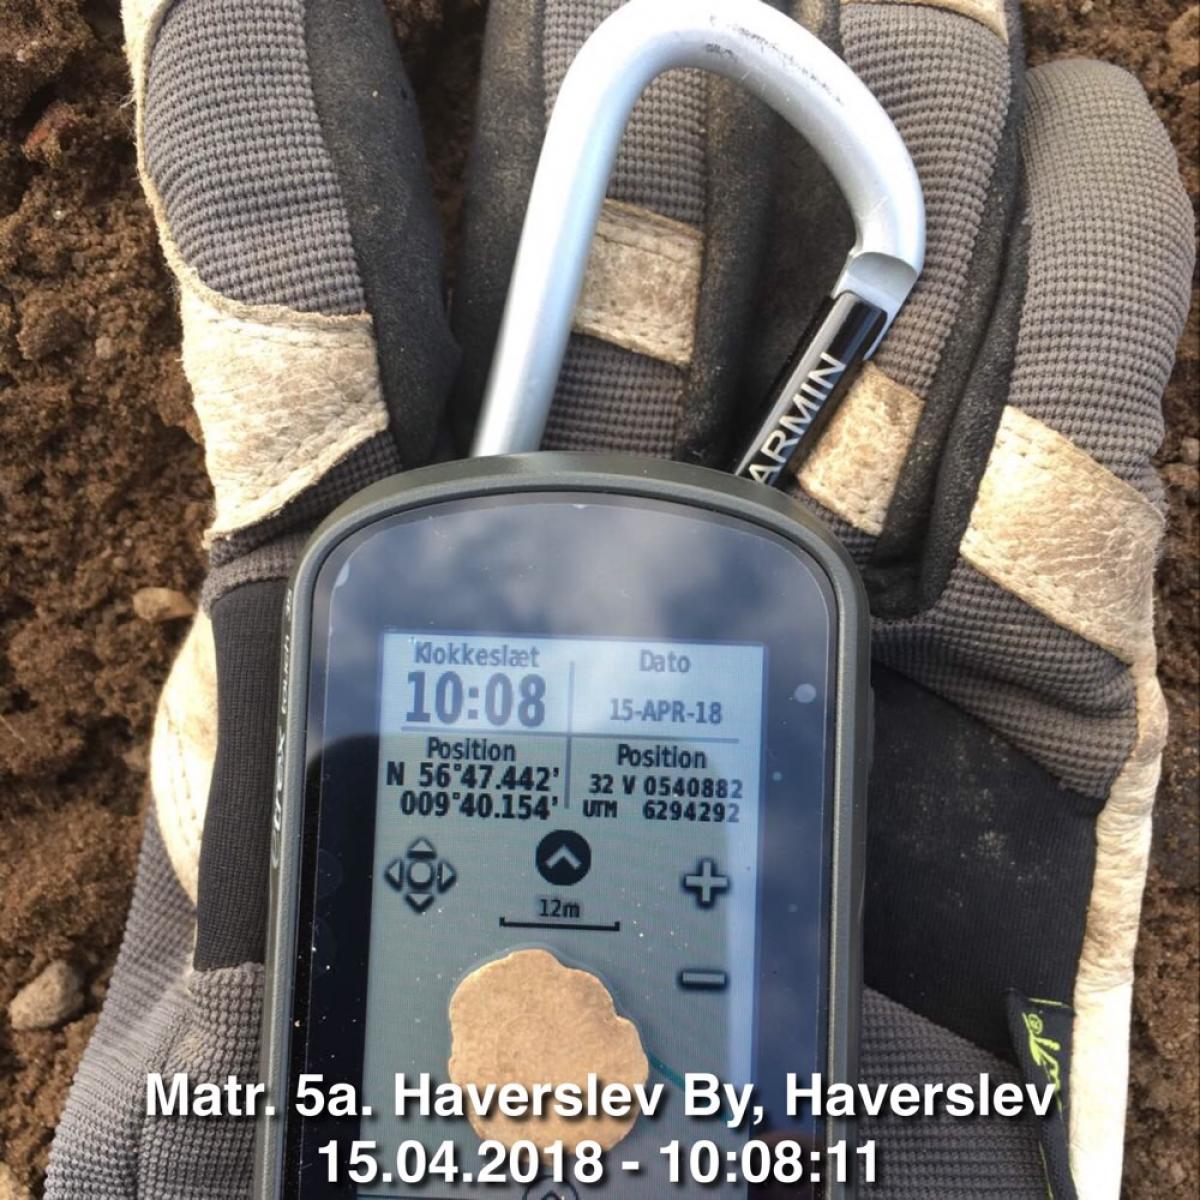 ARMIN
Klokkeslæt
10:08
Dato
15-APR-18
Position
N 56°47.442'
009°40.154'
Position
32 V 0540882
UTM 6294292
12m
Matr. 5a. Haverslev By, Haverslev
15.04.2018 - 10:08:11